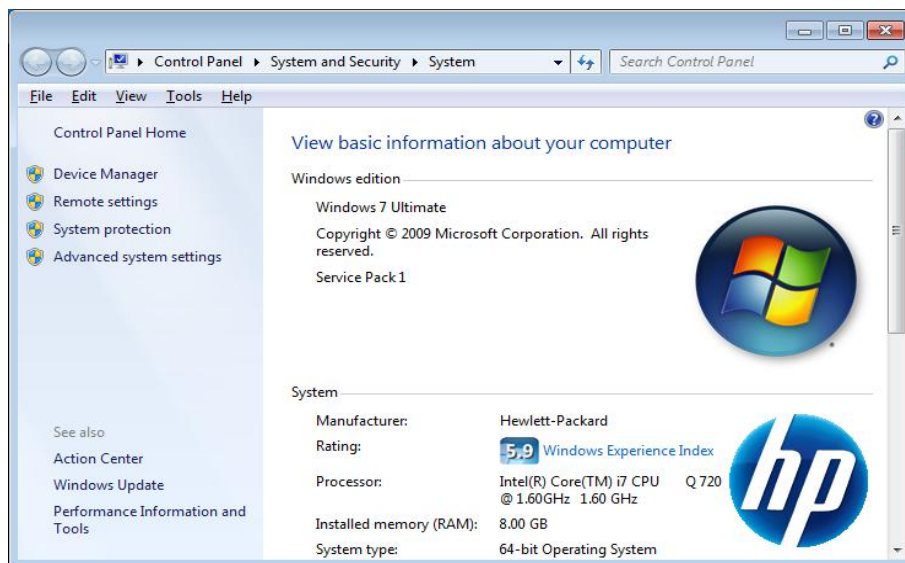 Control Panel ▸ System and Security ▸ System
Search Control Panel
File Edit View Tools Help
Control Panel Home
Device Manager
Remote settings
System protection
Advanced system settings
See also
Action Center
Windows Update
Performance Information and
Tools
View basic information about your computer
Windows edition
Windows 7 Ultimate
Copyright © 2009 Microsoft Corporation. All rights
reserved.
Service Pack 1
System
Manufacturer: Hewlett-Packard
Rating: 5.9 Windows Experience Index
Processor: Intel(R) Core(TM) i7 CPU Q 720
@ 1.60GHz 1.60 GHz
Installed memory (RAM): 8.00 GB
System type: 64-bit Operating System
hp